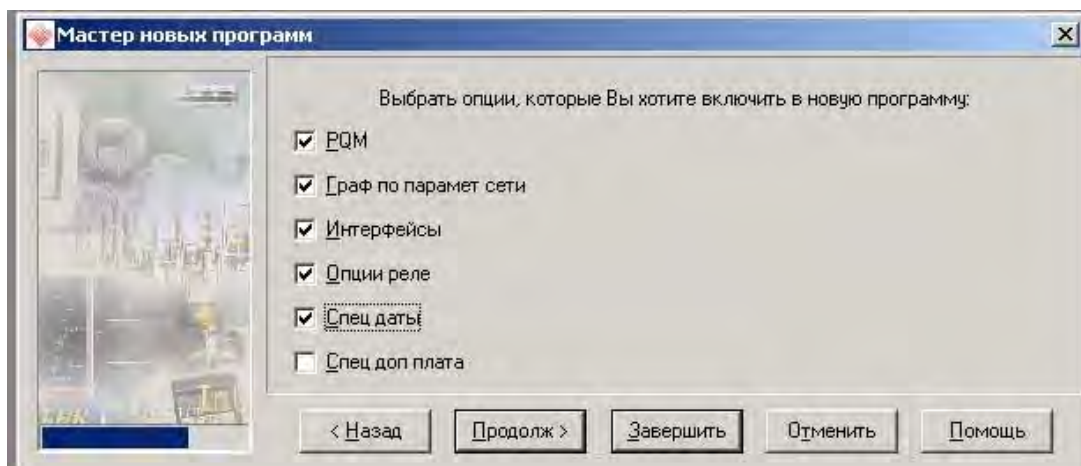 Мастер новых программ
Выбрать опции, которые Вы хотите включить в новую программу:
PQM
Граф по парамет сети
Интерфейсы
Опции реле
Спец даты
Спец доп плата
< Назад
Продолж >
Завершить
Отменить
Помощь